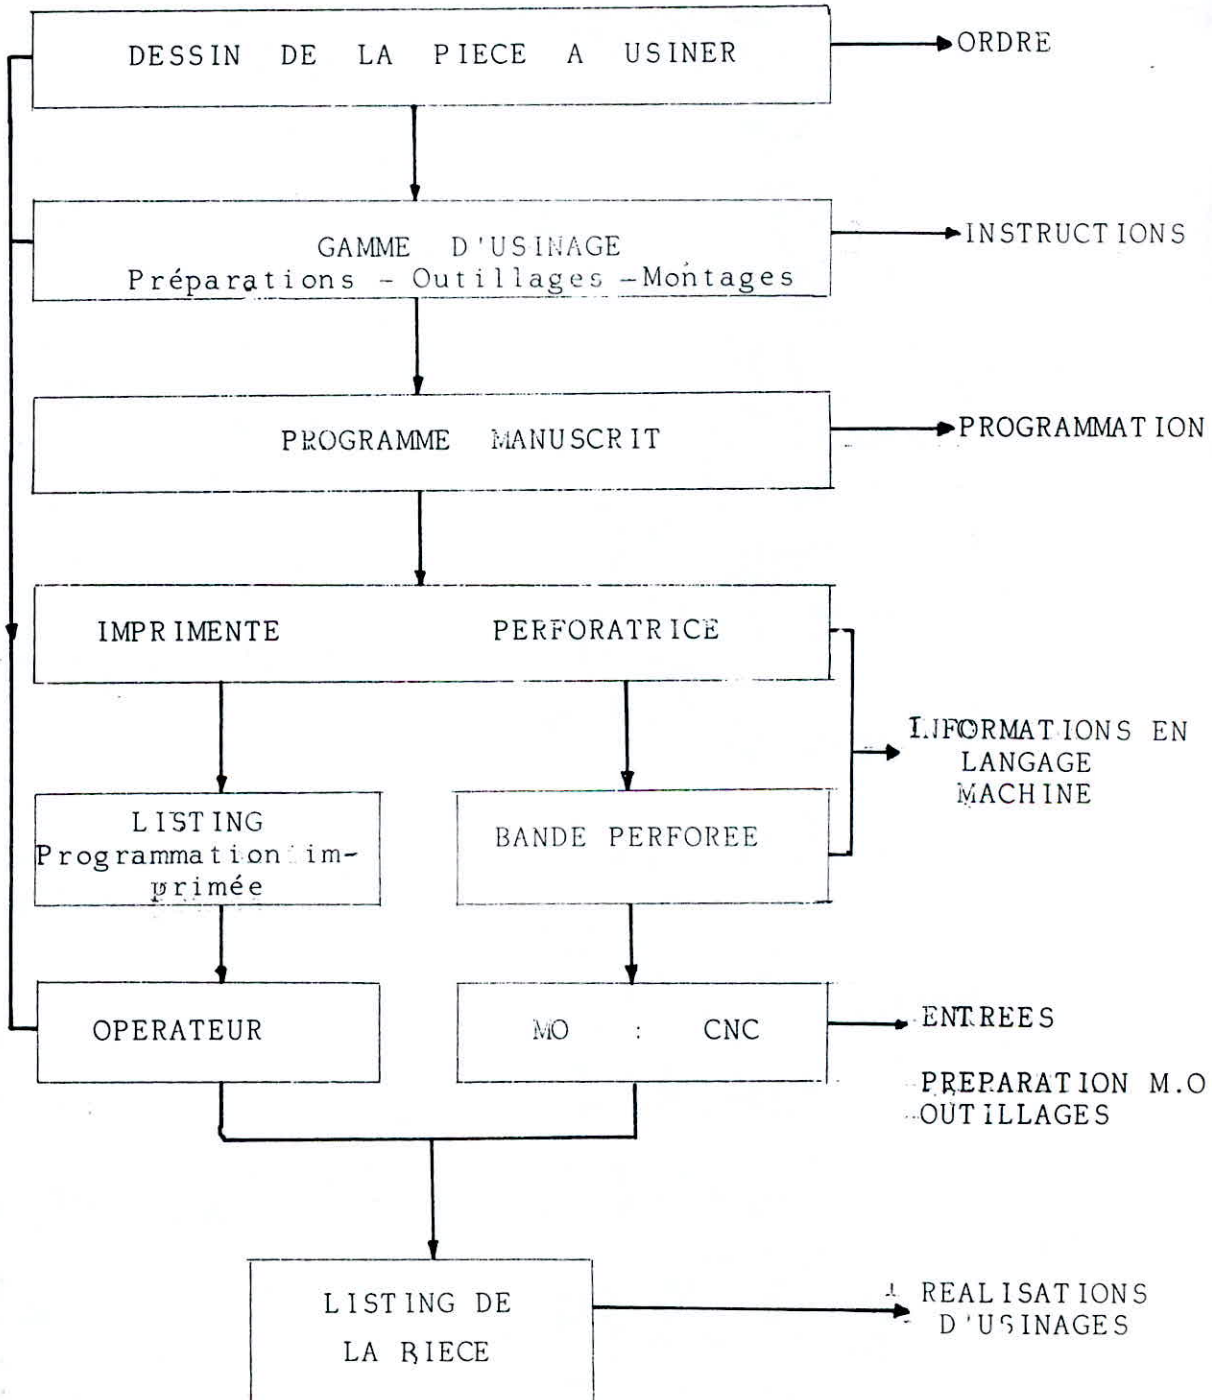 DESSIN DE LA PIECE A USINER
ORDRE
GAMME D'USINAGE
Préparations - Outillages - Montages
INSTRUCTIONS
PROGRAMME MANUSCRIT
PROGRAMMATION
IMPRIMENTE
PERFORATRICE
INFORMATIONS EN
LANGAGE
MACHINE
LISTING
Programmation im-
primée
BANDE PERFOREE
OPERATEUR
MO : CNC
ENTREES
PREPARATION M.O
OUTILLAGES
LISTING DE
LA PIECE
REALISATIONS
D'USINAGES